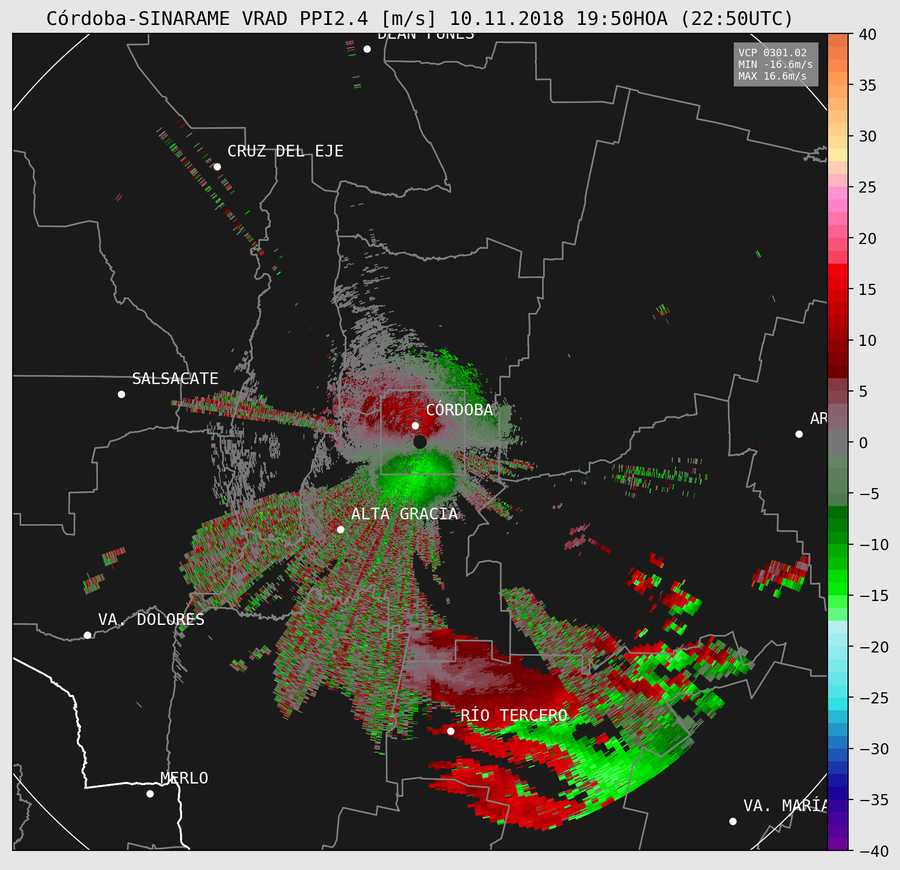 Córdoba-SINARAME VRAD PPI2.4 [m/s] 10.11.2018 19:50HOA (22:50UTC)
DEAN FUNES
VCP 0301.02
MIN -16.6m/s
MAX 16.6m/s
CRUZ DEL EJE
SALSACATE
CÓRDOBA
AR
ALTA GRACIA
VA. DOLORES
RÍO TERCERO
MERLO
VA. MARÍA
40
35
30
25
20
15
10
5
0
−5
−10
−15
−20
−25
−30
−35
−40